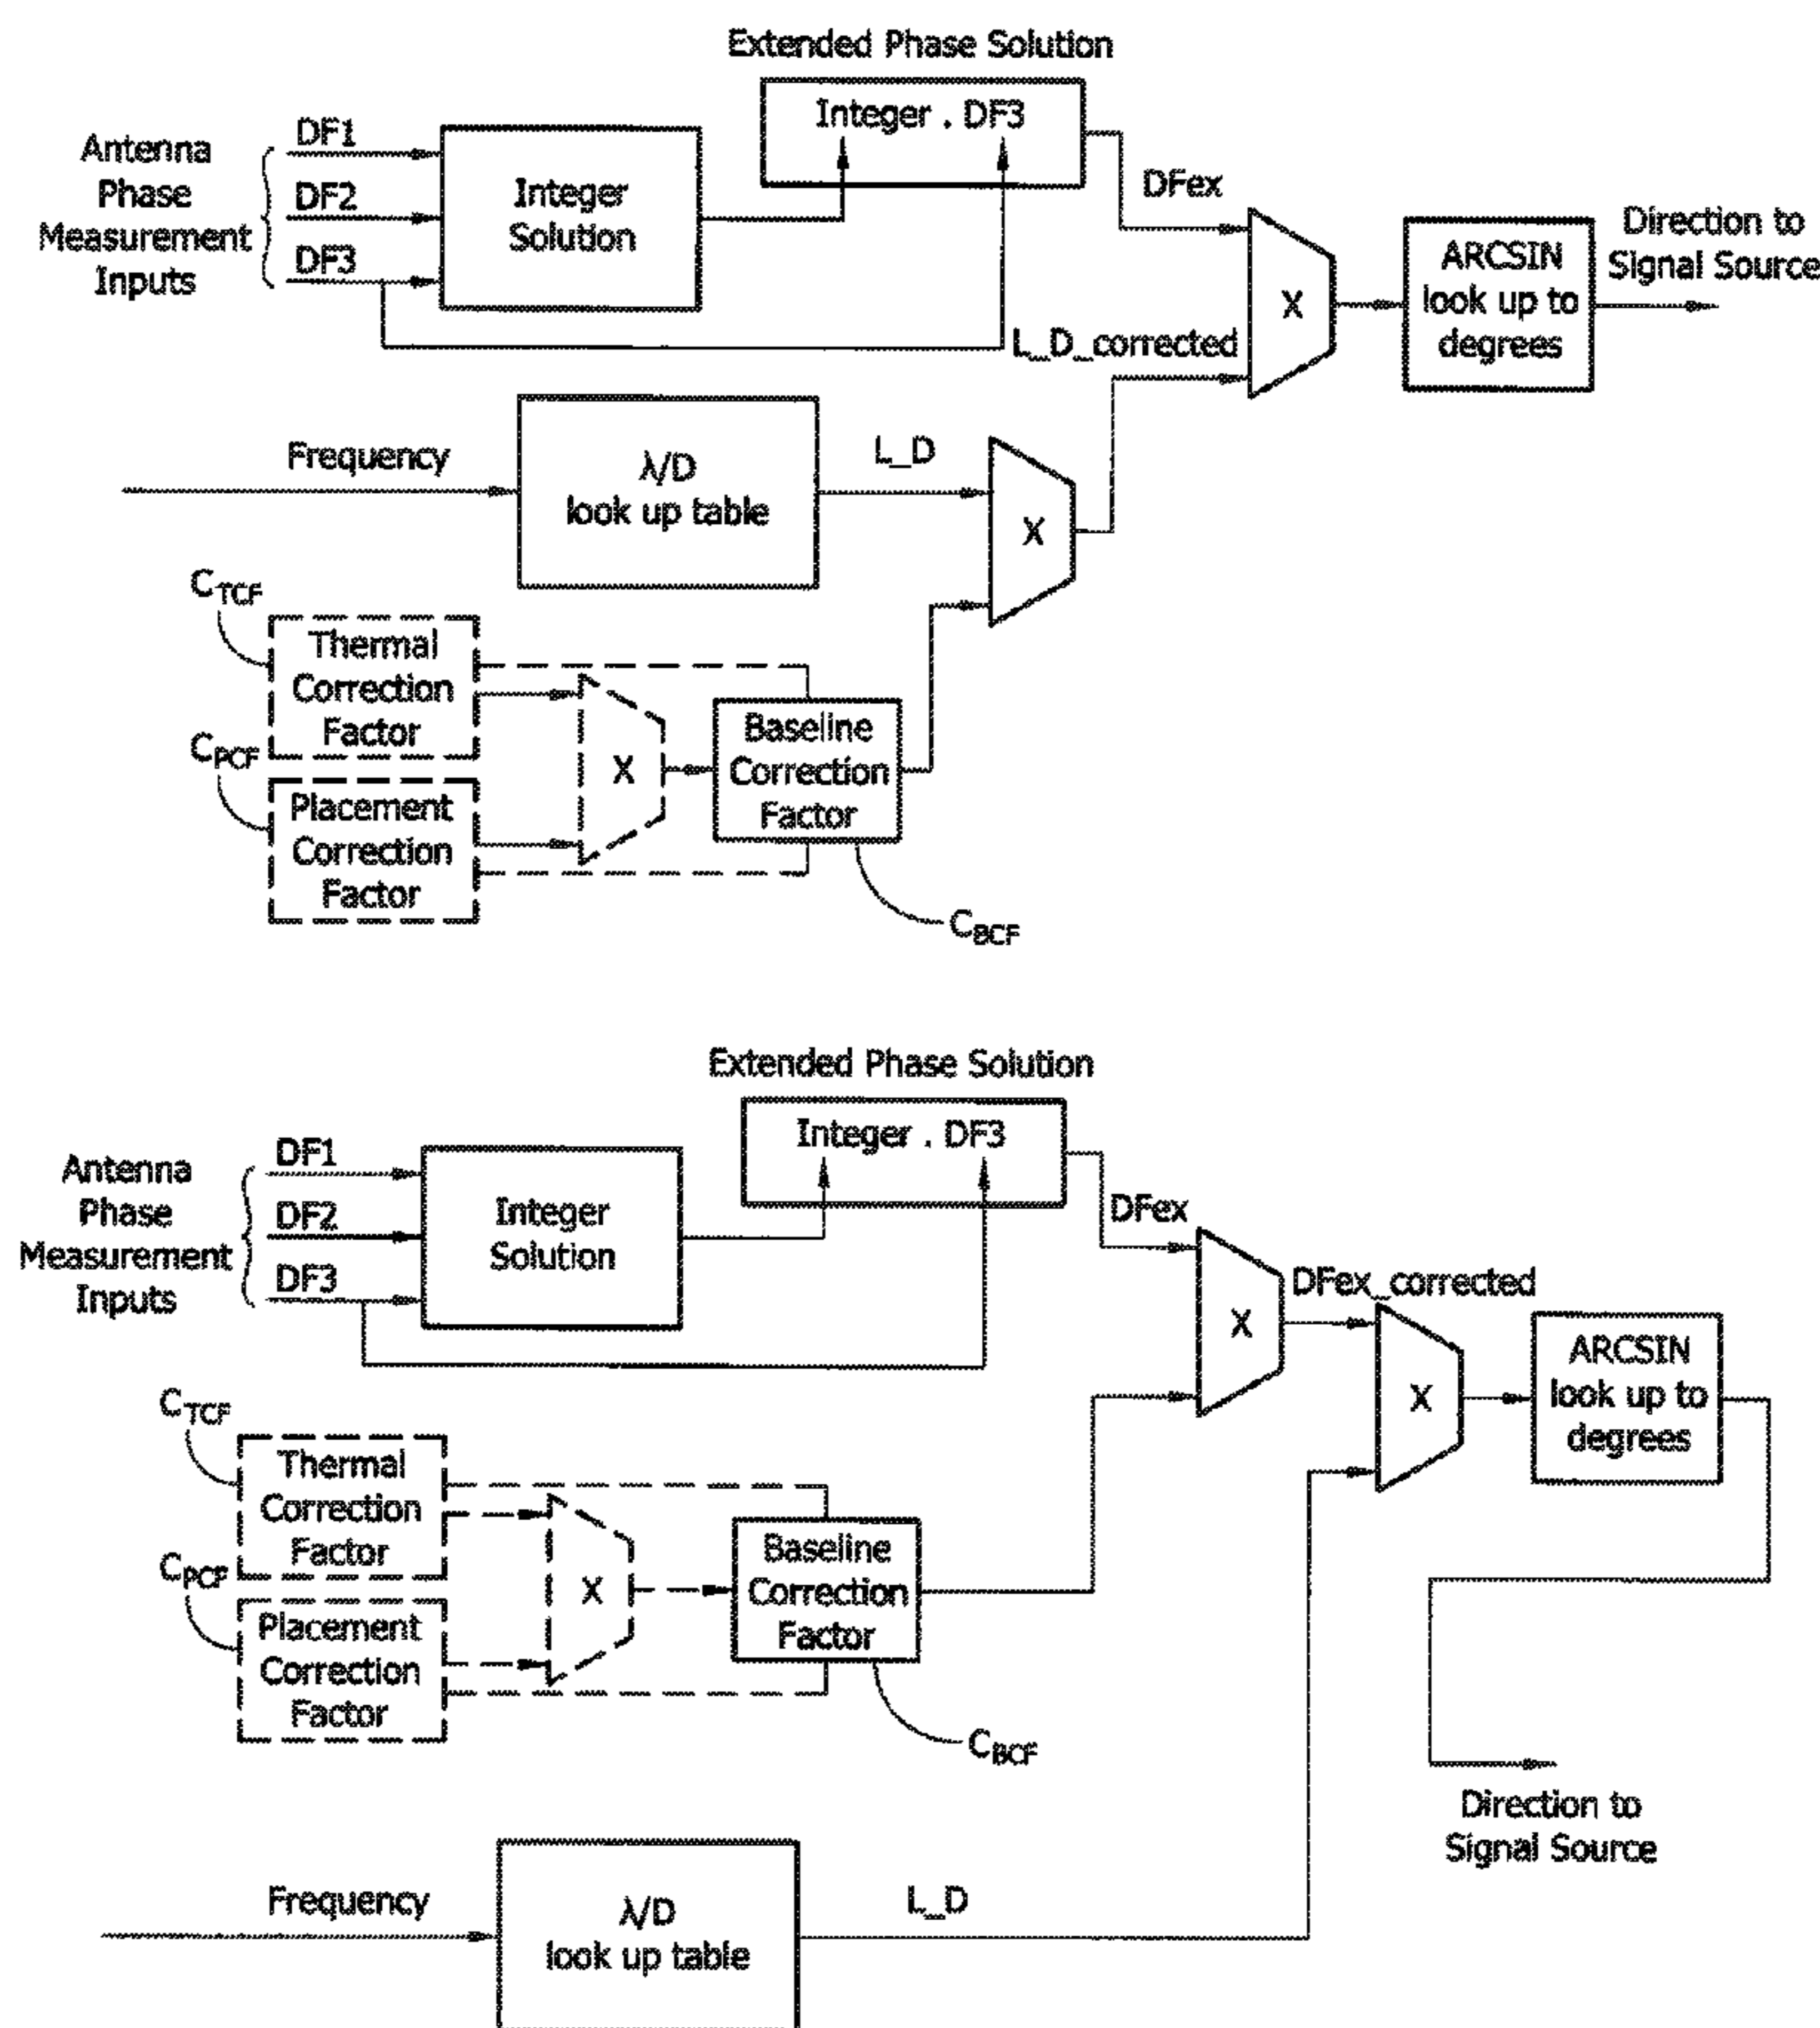 Extended Phase Solution
Integer . DF3
Antenna
Phase
Measurement
Inputs
DF1
DF2
DF3
Integer
Solution
DFex
L_D_corrected
X
ARCSIN
look up to
degrees
Direction to
Signal Source
Frequency
λ/D
look up table
L_D
X
CTCF
Thermal
Correction
Factor
CPCF
Placement
Correction
Factor
X
Baseline
Correction
Factor
CBCF
Extended Phase Solution
Integer . DF3
Antenna
Phase
Measurement
Inputs
DF1
DF2
DF3
Integer
Solution
DFex
X
DFex_corrected
X
ARCSIN
look up to
degrees
CTCF
Thermal
Correction
Factor
CPCF
Placement
Correction
Factor
X
Baseline
Correction
Factor
CBCF
Direction to
Signal Source
Frequency
λ/D
look up table
L_D